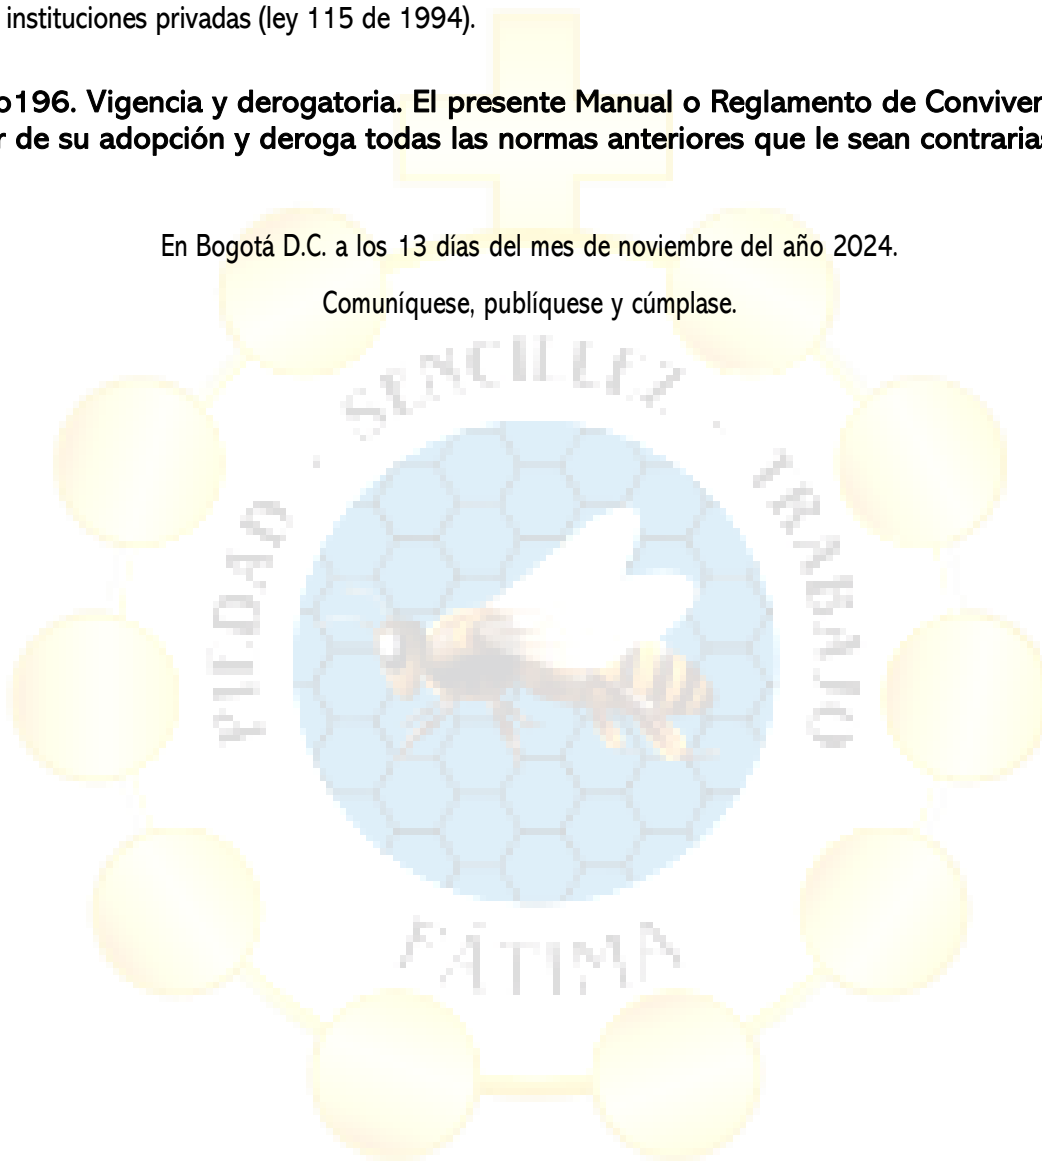 instituciones privadas (ley 115 de 1994).
o196. Vigencia y derogatoria. El presente Manual o Reglamento de Conviven
r de su adopción y deroga todas las normas anteriores que le sean contrarias
En Bogotá D.C. a los 13 días del mes de noviembre del año 2024.
Comuníquese, publíquese y cúmplase.
PIEDAD · SENCILLEZ · TRABAJO
FÁTIMA